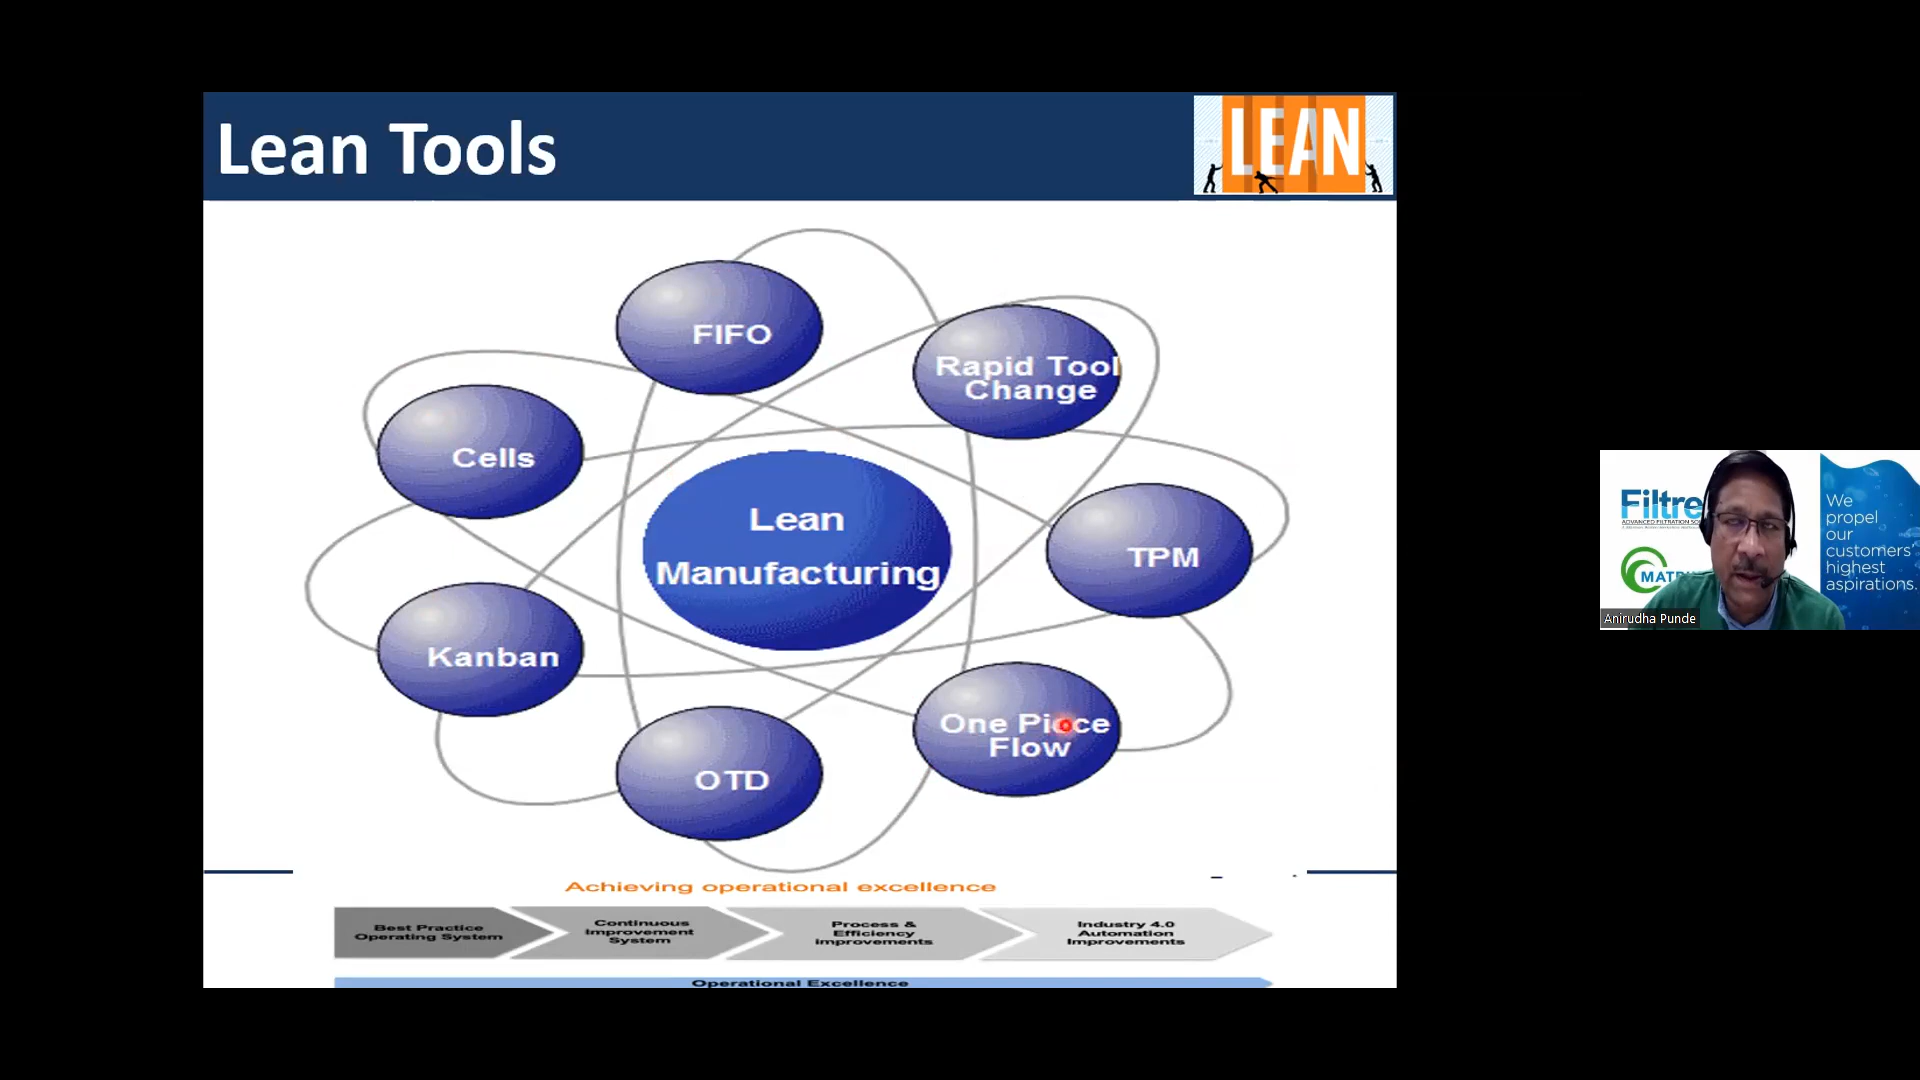 Lean Tools
LEAN
FIFO
Rapid Tool
Change
Cells
Lean
Manufacturing
TPM
Kanban
One Piece
Flow
OTD
Achieving operational excellence
Best Practice
Operating System
Continuous
Improvement
System
Process &
Efficiency
improvements
Industry 4.0
Automation
Improvements
Operational Excellence
Filtre
MATRI
We
propel
our
customers'
highest
aspirations.
Anirudha Punde